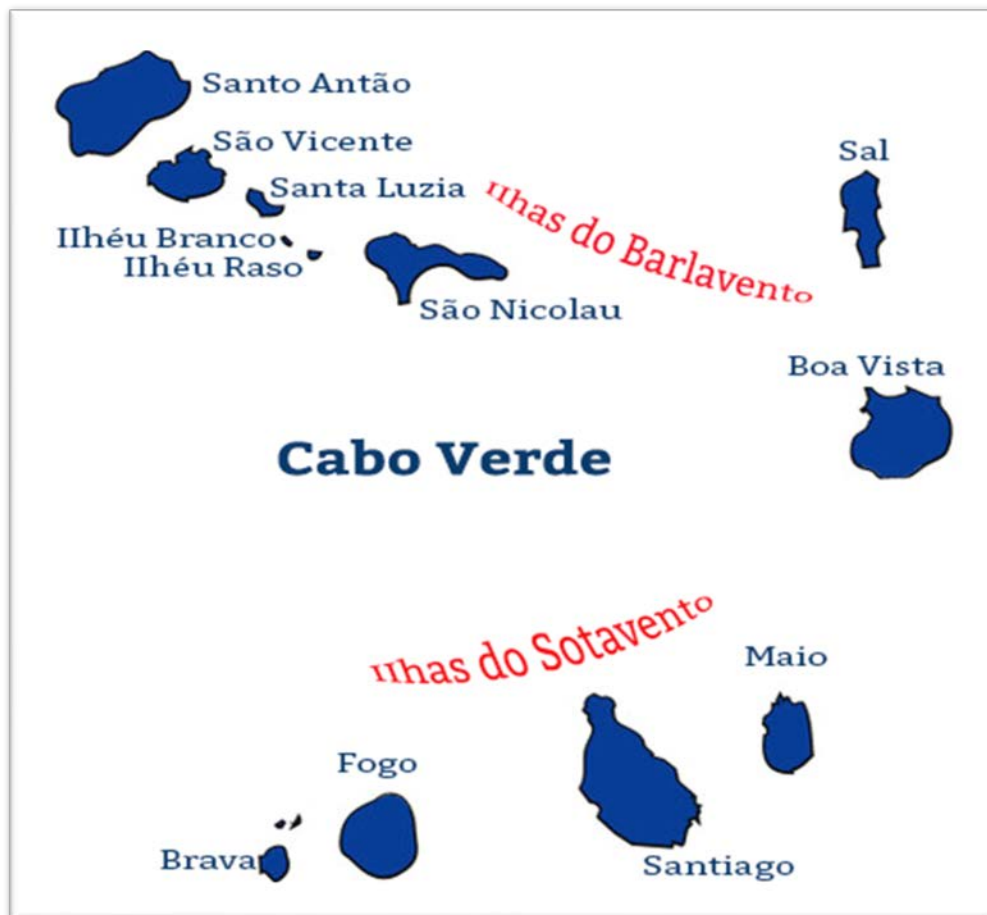 Santo Antão
São Vicente
Sal
Santa Luzia
Ilhas do Barlavento
IIhéu Branco
IIhéu Raso
São Nicolau
Boa Vista
Cabo Verde
Ilhas do Sotavento
Maio
Fogo
Brava
Santiago